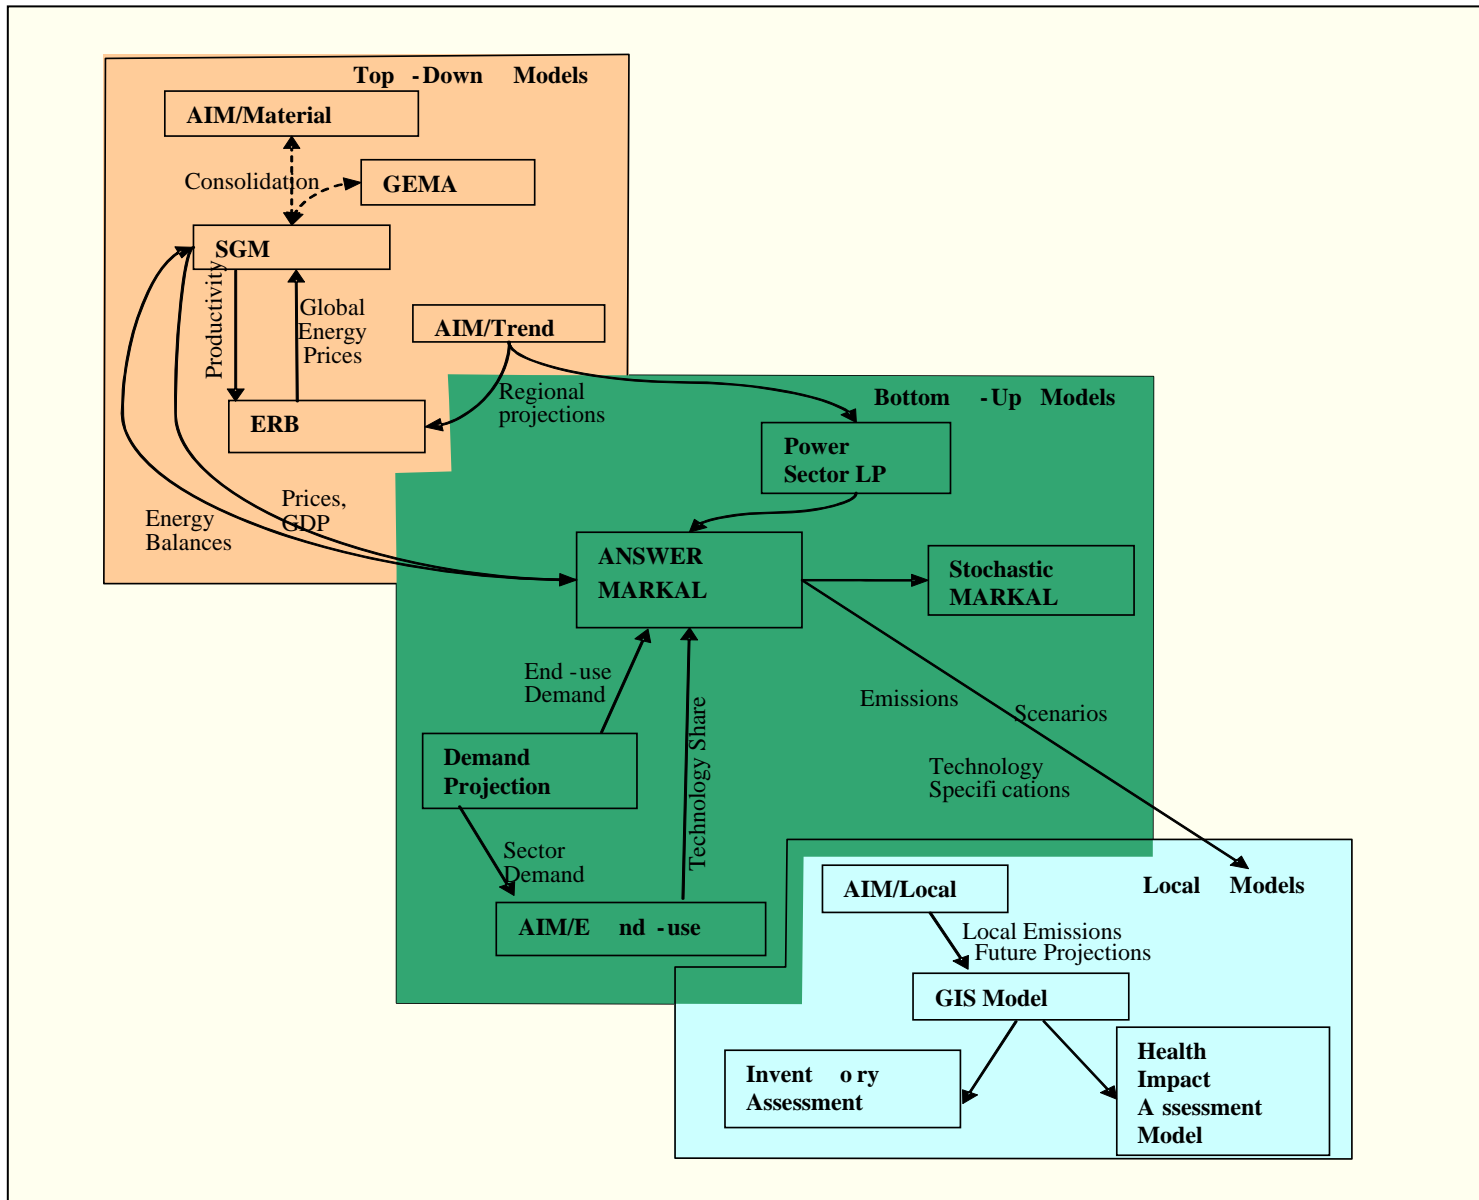 Top -Down Models
AIM/Material
Consolidation
GEMA
SGM
Productivity
Global
Energy
Prices
AIM/Trend
Regional
projections
ERB
Energy
Balances
Prices,
GDP
Bottom -Up Models
Power
Sector LP
ANSWER
MARKAL
Stochastic
MARKAL
End -use
Demand
Technology Share
Emissions
Scenarios
Technology
Specifi cations
Demand
Projection
Sector
Demand
AIM/E nd -use
Local Models
AIM/Local
Local Emissions
Future Projections
GIS Model
Invent o ry
Assessment
Health
Impact
A ssessment
Model